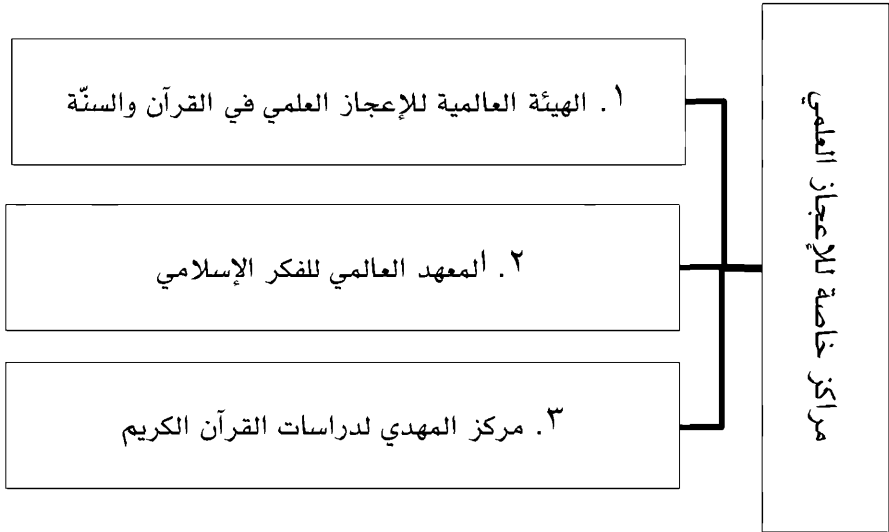 مراكز خاصة للإعجاز العلمي
١. الهيئة العالمية للإعجاز العلمي في القرآن والسنّة
٢. ألمعهد العالمي للفكر الإسلامي
٣. مركز المهدي لدراسات القرآن الكريم